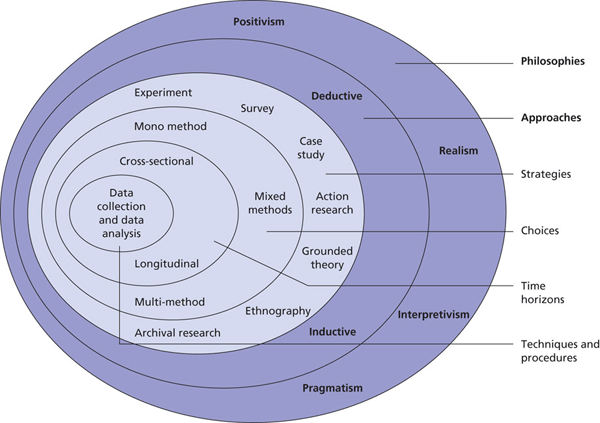 Positivism
Philosophies
Experiment
Deductive
Survey
Approaches
Mono method
Case
study
Realism
Cross-sectional
Strategies
Data
collection
and data
analysis
Mixed
methods
Action
research
Choices
Grounded
theory
Longitudinal
Time
horizons
Multi-method
Ethnography
Interpretivism
Archival research
Inductive
Techniques and
procedures
Pragmatism